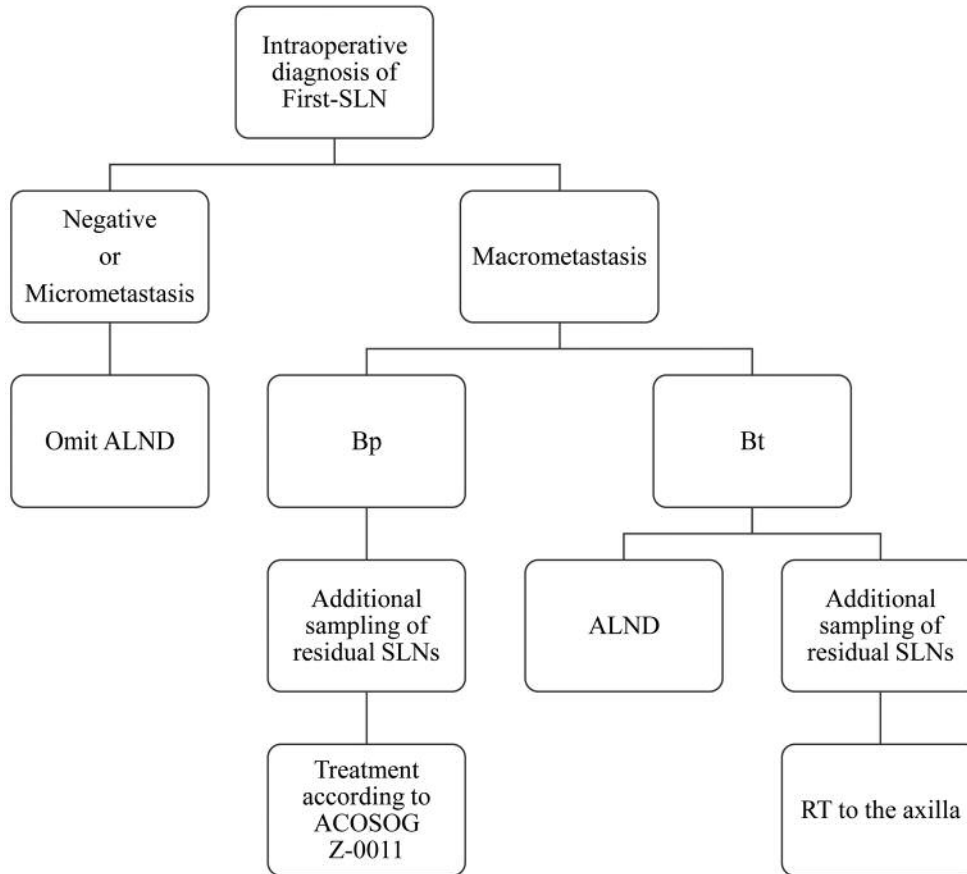 Intraoperative
diagnosis of
First-SLN
Negative
or
Micrometastasis
Macrometastasis
Omit ALND
Bp
Bt
Additional
sampling of
residual SLNs
ALND
Additional
sampling of
residual SLNs
Treatment
according to
ACOSOG
Z-0011
RT to the axilla